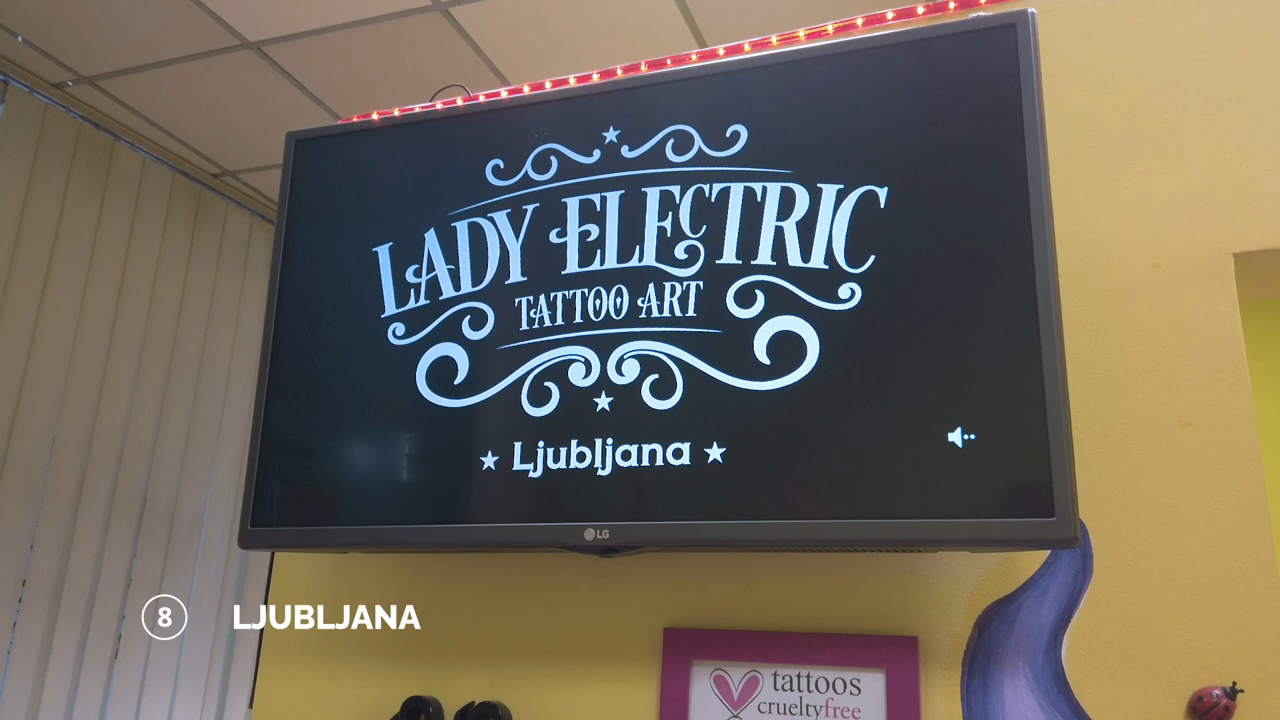 LADY ELECTRIC
TATTOO ART
Ljubljana
LG
8 LJUBLJANA
tattoos
crueltyfree